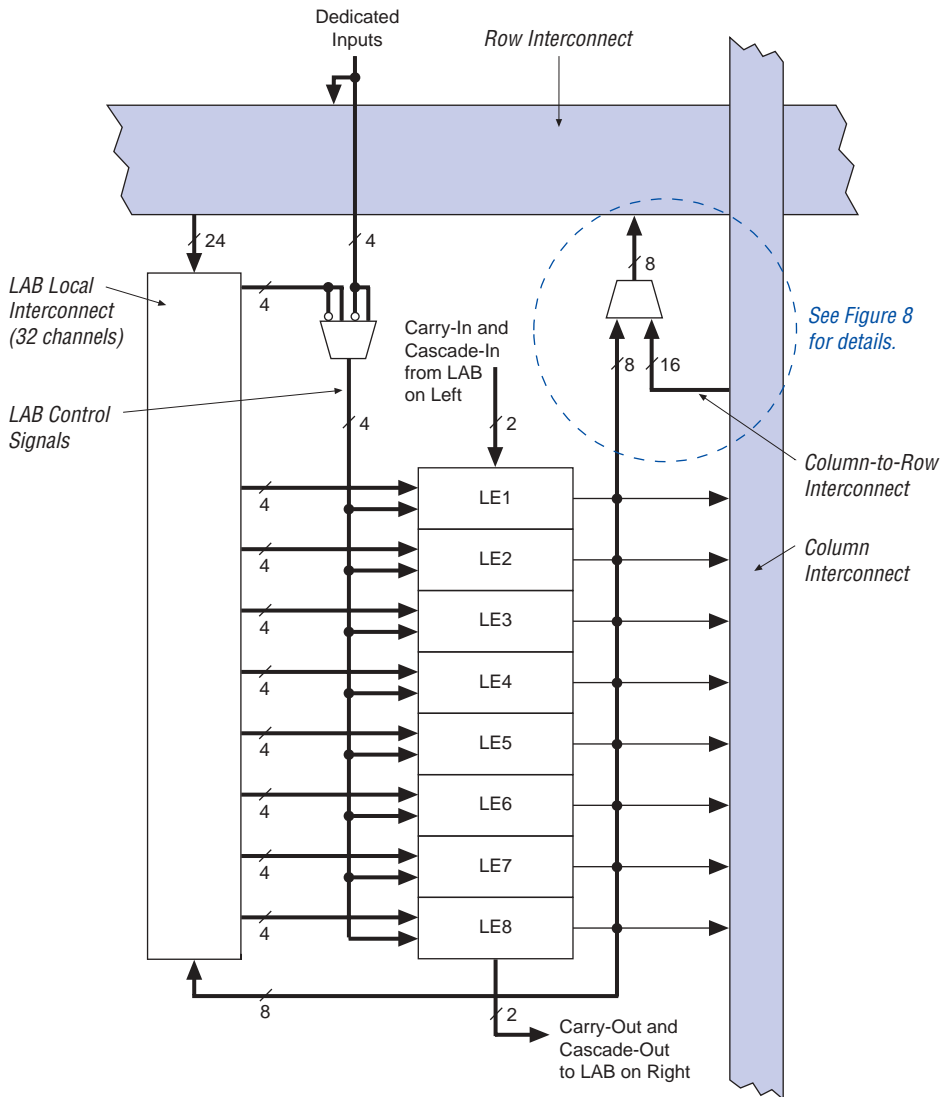 Dedicated
Inputs
Row Interconnect
24
4
8
LAB Local
Interconnect
(32 channels)
4
See Figure 8
for details.
Carry-In and
Cascade-In
from LAB
on Left
8
16
LAB Control
Signals
4
2
Column-to-Row
Interconnect
4
LE1
4
LE2
Column
Interconnect
4
LE3
4
LE4
4
LE5
4
LE6
4
LE7
4
LE8
8
2
Carry-Out and
Cascade-Out
to LAB on Right